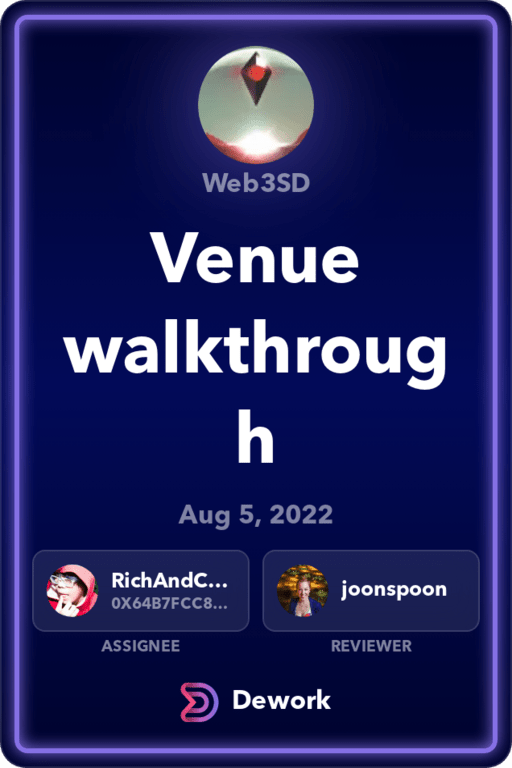 Web3SD
Venue
walkthroug
h
Aug 5, 2022
RichAndC...
0X64B7FCC8...
joonspoon
ASSIGNEE
REVIEWER
Dework